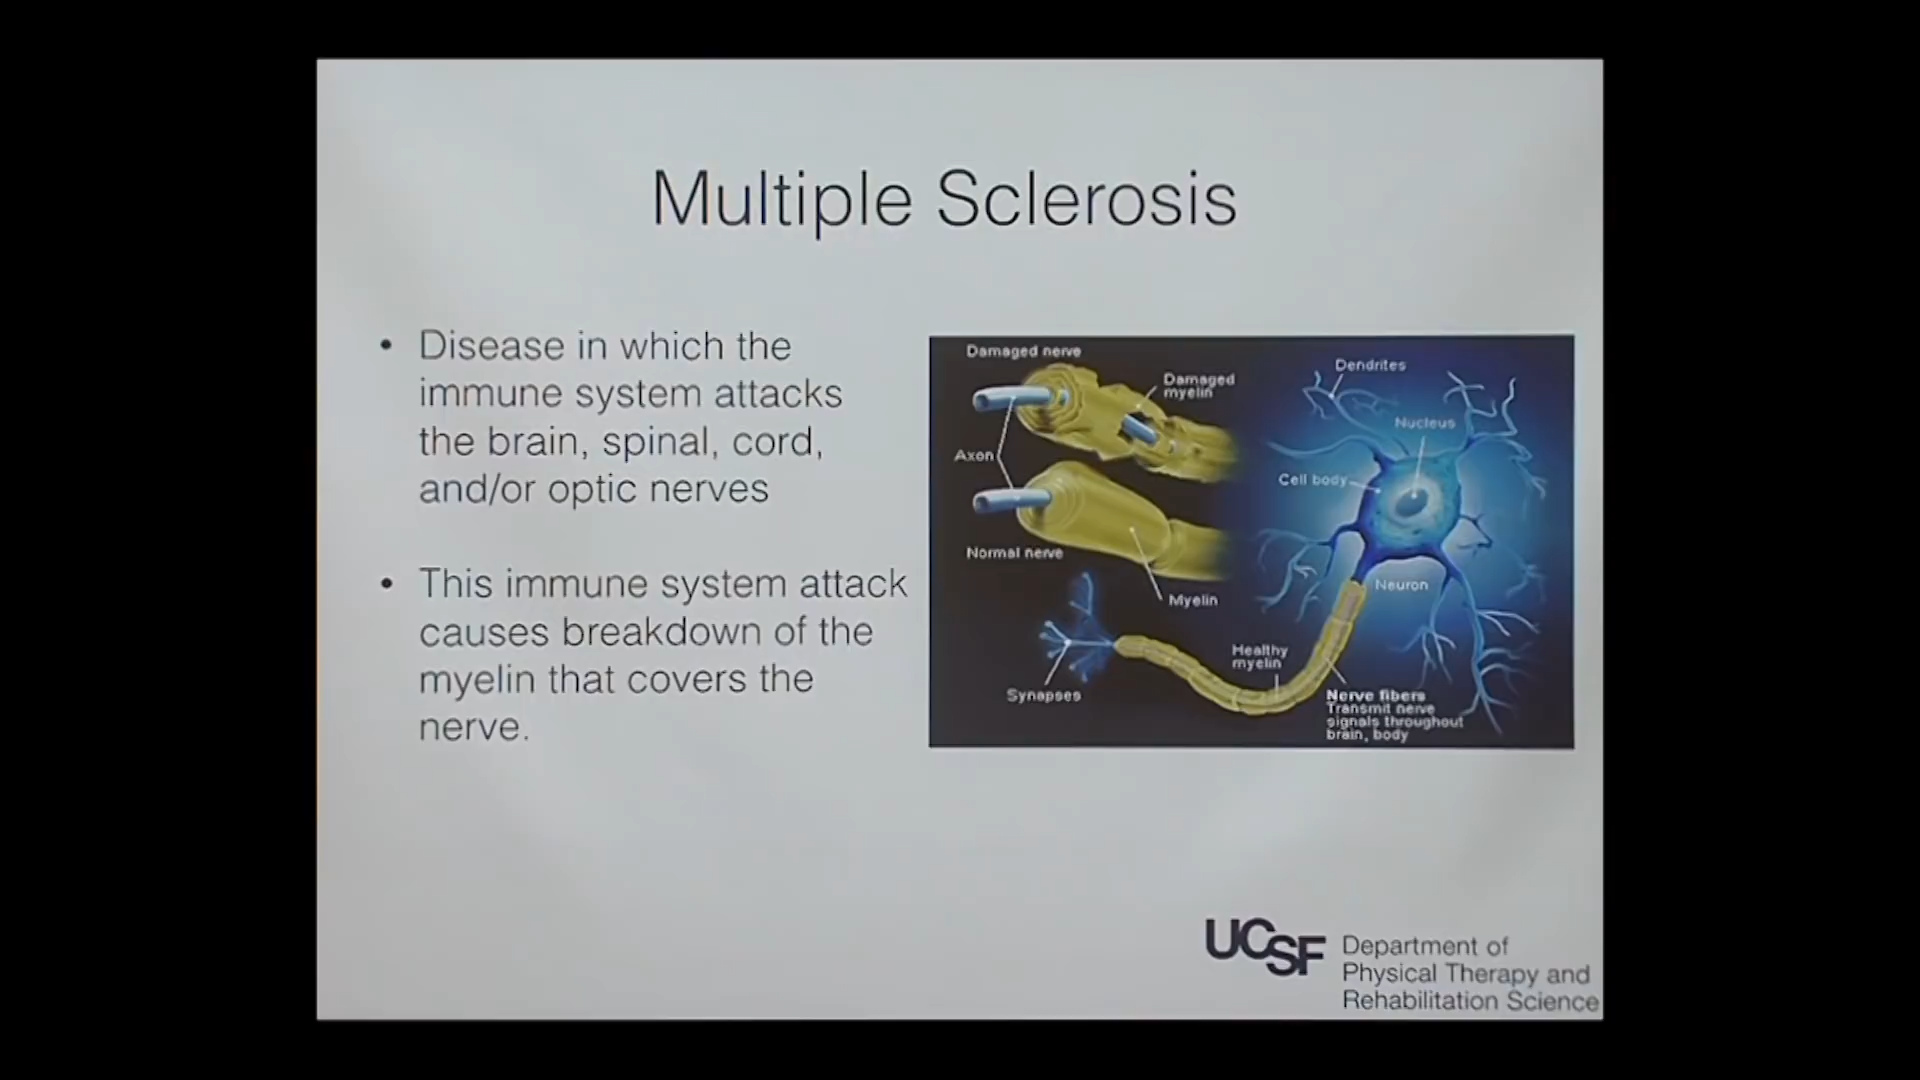 Multiple Sclerosis
• Disease in which the
immune system attacks
the brain, spinal, cord,
and/or optic nerves
• This immune system attack
causes breakdown of the
myelin that covers the
nerve.
Damaged nerve
Damaged
myelin
Axon
Normal nerve
Myelin
Synapses
Dendrites
Nucleus
Cell body
Neuron
Healthy
myelin
Nerve fibers
Transmit nerve
signals throughout
brain, body
UCSF
Department of
Physical Therapy and
Rehabilitation Science